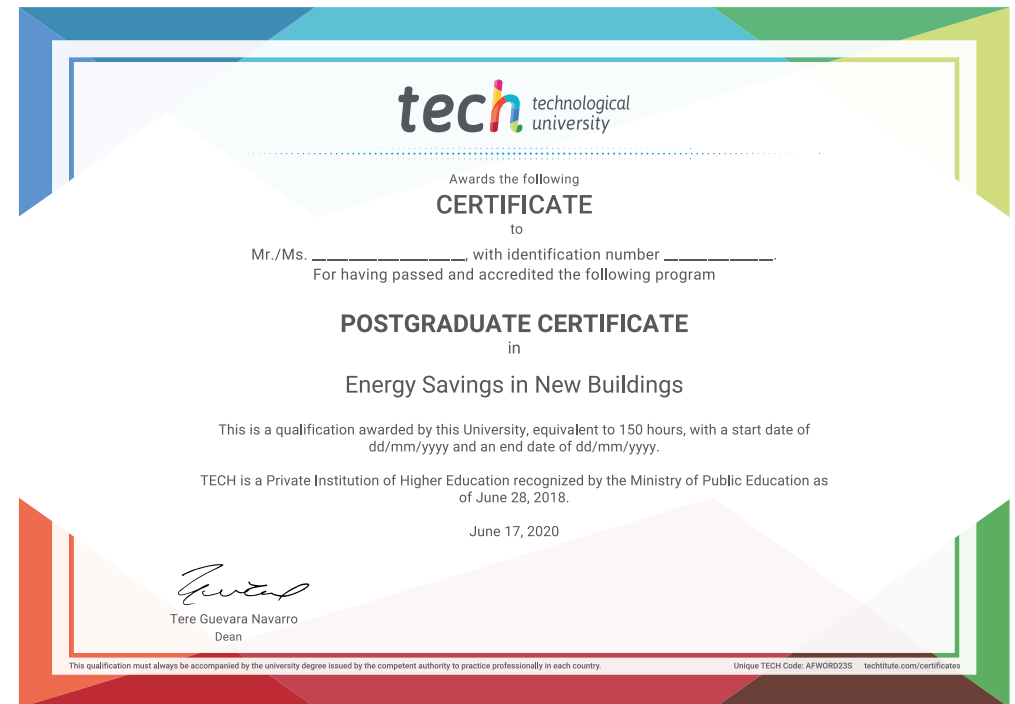 tech technological
university
Awards the following
CERTIFICATE
to
Mr./Ms. _________________, with identification number ____________.
For having passed and accredited the following program
POSTGRADUATE CERTIFICATE
in
Energy Savings in New Buildings
This is a qualification awarded by this University, equivalent to 150 hours, with a start date of
dd/mm/yyyy and an end date of dd/mm/yyyy.
TECH is a Private Institution of Higher Education recognized by the Ministry of Public Education as
of June 28, 2018.
June 17, 2020
Tere Guevara Navarro
Dean
This qualification must always be accompanied by the university degree issued by the competent authority to practice professionally in each country. Unique TECH Code: AFWORD23S techtitute.com/certificates